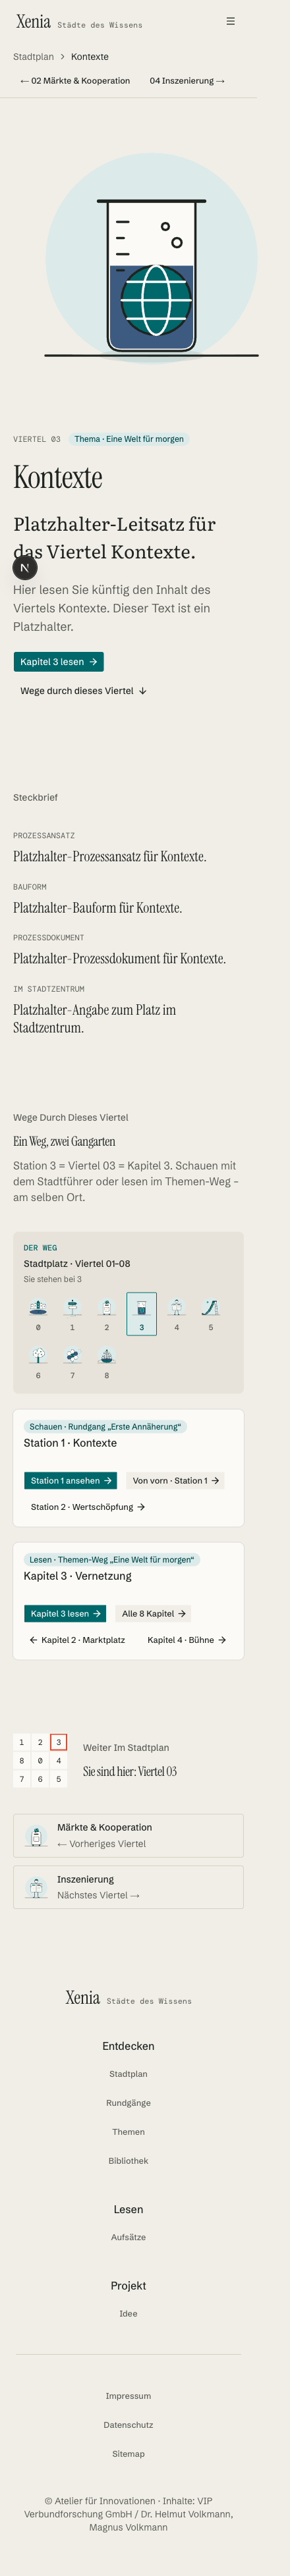 Xenia Städte des Wissens
Stadtplan > Kontexte
← 02 Märkte & Kooperation 04 Inszenierung →
VIERTEL 03 Thema · Eine Welt für morgen
Kontexte
Platzhalter-Leitsatz für
das Viertel Kontexte.
N
Hier lesen Sie künftig den Inhalt des
Viertels Kontexte. Dieser Text ist ein
Platzhalter.
Kapitel 3 lesen →
Wege durch dieses Viertel ↓
Steckbrief
PROZESSANSATZ
Platzhalter-Prozessansatz für Kontexte.
BAUFORM
Platzhalter-Bauform für Kontexte.
PROZESSDOKUMENT
Platzhalter-Prozessdokument für Kontexte.
IM STADTZENTRUM
Platzhalter-Angabe zum Platz im
Stadtzentrum.
Wege Durch Dieses Viertel
Ein Weg, zwei Gangarten
Station 3 = Viertel 03 = Kapitel 3. Schauen mit
dem Stadtführer oder lesen im Themen-Weg –
am selben Ort.
DER WEG
Stadtplatz · Viertel 01–08
Sie stehen bei 3
0 1 2 3 4 5
6 7 8
Schauen · Rundgang „Erste Annäherung“
Station 1 · Kontexte
Station 1 ansehen → Von vorn · Station 1 →
Station 2 · Wertschöpfung →
Lesen · Themen-Weg „Eine Welt für morgen“
Kapitel 3 · Vernetzung
Kapitel 3 lesen → Alle 8 Kapitel →
← Kapitel 2 · Marktplatz Kapitel 4 · Bühne →
1 2 3
8 0 4
7 6 5
Weiter Im Stadtplan
Sie sind hier: Viertel 03
Märkte & Kooperation
← Vorheriges Viertel
Inszenierung
Nächstes Viertel →
Xenia Städte des Wissens
Entdecken
Stadtplan
Rundgänge
Themen
Bibliothek
Lesen
Aufsätze
Projekt
Idee
Impressum
Datenschutz
Sitemap
© Atelier für Innovationen · Inhalte: VIP
Verbundforschung GmbH / Dr. Helmut Volkmann,
Magnus Volkmann